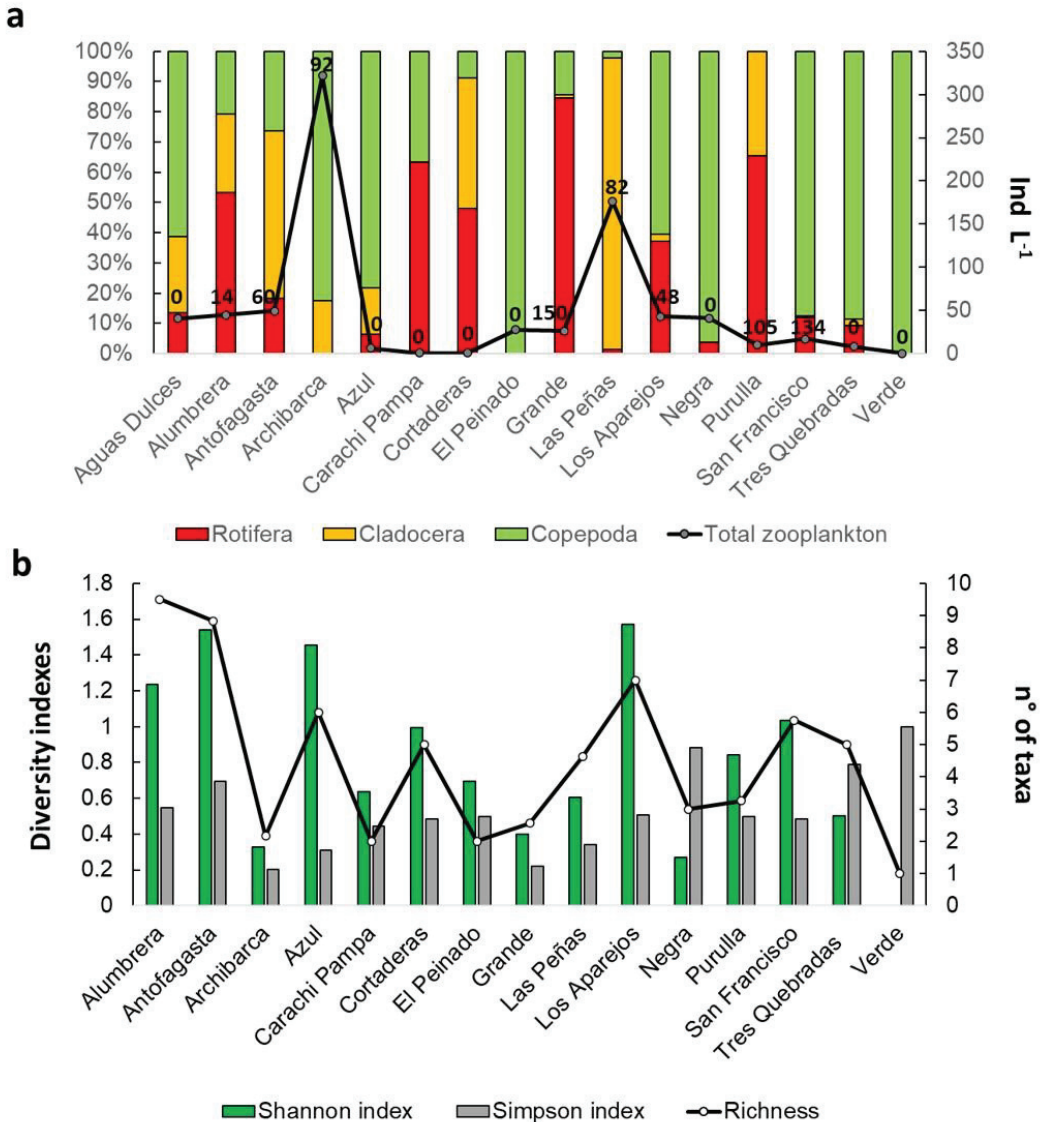 a
100%
90%
80%
70%
60%
50%
40%
30%
20%
10%
0%
350
300
250
200
150
100
50
0
Ind L-1
0
14
60
92
0
0
0
0
150
82
48
0
105
134
0
0
Aguas Dulces
Alumbrera
Antofagasta
Archibarca
Azul
Carachi Pampa
Cortaderas
El Peinado
Grande
Las Peñas
Los Aparejos
Negra
Purulla
San Francisco
Tres Quebradas
Verde
Rotifera Cladocera Copepoda Total zooplankton
b
Diversity indexes
1.8
1.6
1.4
1.2
1
0.8
0.6
0.4
0.2
0
10
9
8
7
6
5
4
3
2
1
0
n° of taxa
Alumbrera
Antofagasta
Archibarca
Azul
Carachi Pampa
Cortaderas
El Peinado
Grande
Las Peñas
Los Aparejos
Negra
Purulla
San Francisco
Tres Quebradas
Verde
Shannon index Simpson index Richness